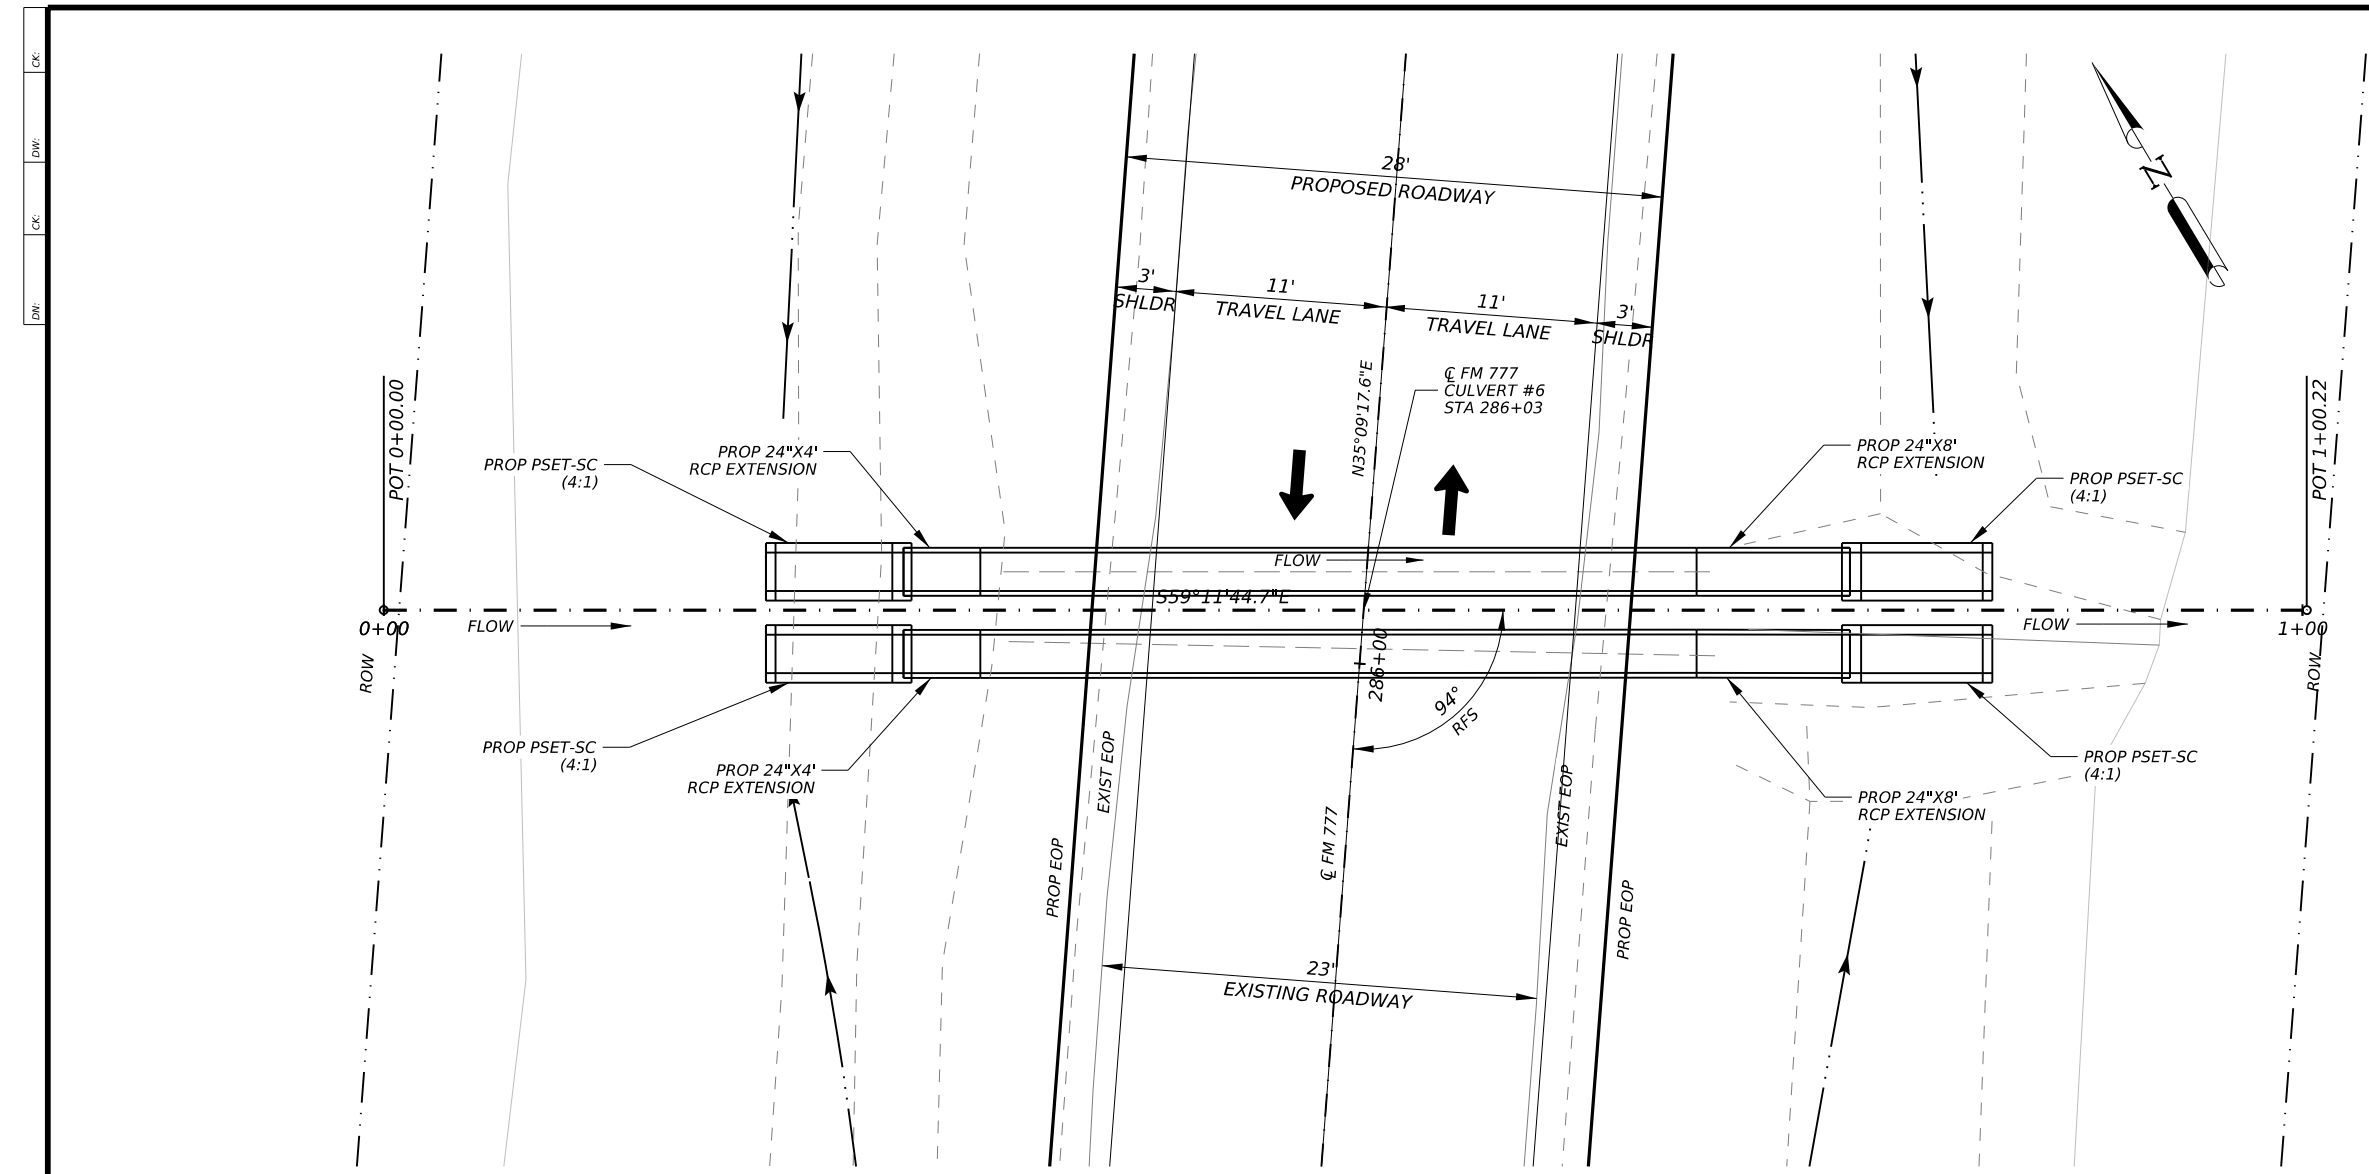 CK:
DW:
CK:
DN:
28'
PROPOSED ROADWAY
N
3'
SHLDR
11'
TRAVEL LANE
11'
TRAVEL LANE
3'
SHLDR
POT 0+00.00
N35°09'17.6"E
℄ FM 777
CULVERT #6
STA 286+03
POT 1+00.22
PROP PSET-SC
(4:1)
PROP 24"X4'
RCP EXTENSION
PROP 24"X8'
RCP EXTENSION
PROP PSET-SC
(4:1)
FLOW
S59°11'44.7"E
0+00
FLOW
FLOW
1+00
ROW
286+00
ROW
94°
RFS
PROP PSET-SC
(4:1)
PROP 24"X4'
RCP EXTENSION
EXIST EOP
EXIST EOP
PROP PSET-SC
(4:1)
PROP 24"X8'
RCP EXTENSION
℄ FM 777
PROP EOP
PROP EOP
23'
EXISTING ROADWAY